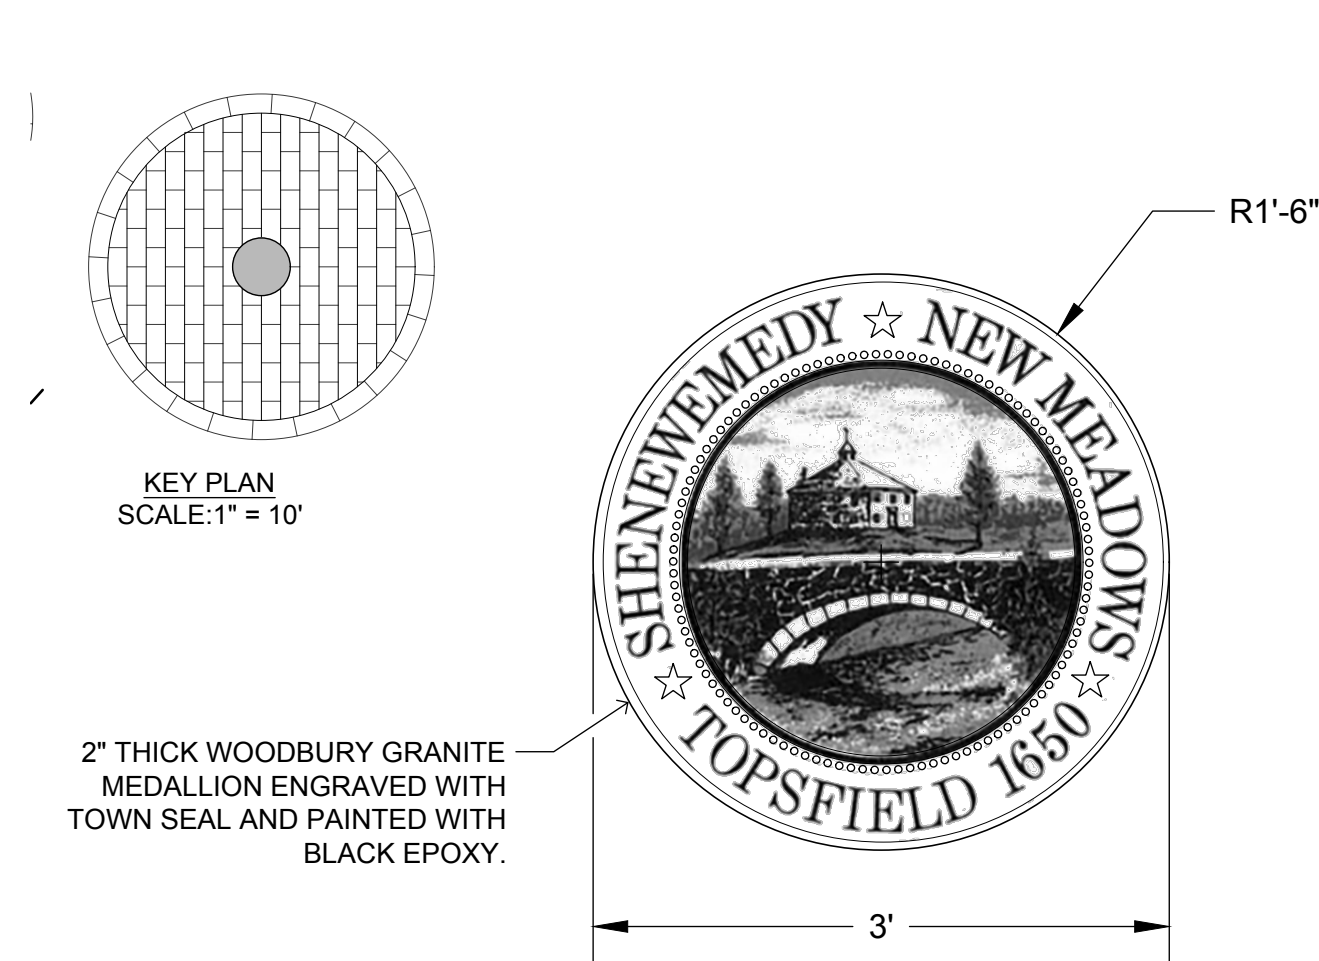 R1'-6"
SHENEWEMEDY ☆ NEW MEADOWS ☆ TOPSFIELD 1650 ☆
KEY PLAN
SCALE:1" = 10'
2" THICK WOODBURY GRANITE
MEDALLION ENGRAVED WITH
TOWN SEAL AND PAINTED WITH
BLACK EPOXY.
3'